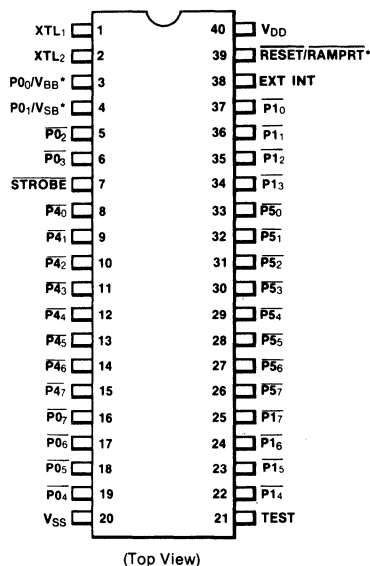 XTL₁ 1 40 VDD
XTL₂ 2 39 RESET/RAMPRT*
P0₀/VBB* 3 38 EXT INT
P0₁/VSB* 4 37 P1₀
P0₂ 5 36 P1₁
P0₃ 6 35 P1₂
STROBE 7 34 P1₃
P4₀ 8 33 P5₀
P4₁ 9 32 P5₁
P4₂ 10 31 P5₂
P4₃ 11 30 P5₃
P4₄ 12 29 P5₄
P4₅ 13 28 P5₅
P4₆ 14 27 P5₆
P4₇ 15 26 P5₇
P0₇ 16 25 P1₇
P0₆ 17 24 P1₆
P0₅ 18 23 P1₅
P0₄ 19 22 P1₄
VSS 20 21 TEST
(Top View)